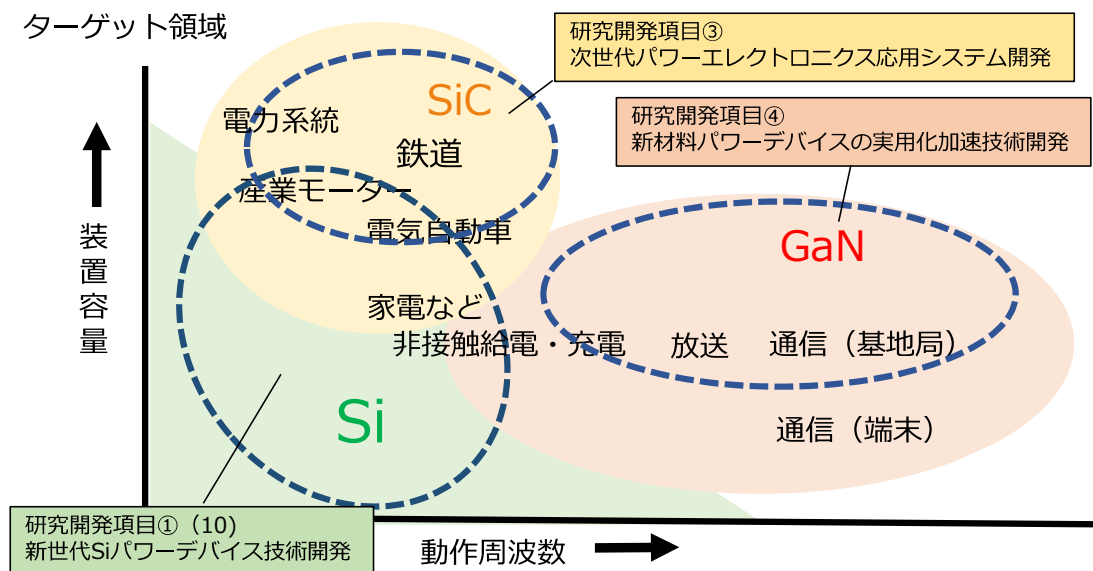 ターゲット領域
研究開発項目③
次世代パワーエレクトロニクス応用システム開発
SiC
電力系統
鉄道
研究開発項目④
新材料パワーデバイスの実用化加速技術開発
産業モーター
電気自動車
GaN
装置容量
家電など
非接触給電・充電
放送
通信（基地局）
Si
通信（端末）
研究開発項目①（10)
新世代Siパワーデバイス技術開発
動作周波数